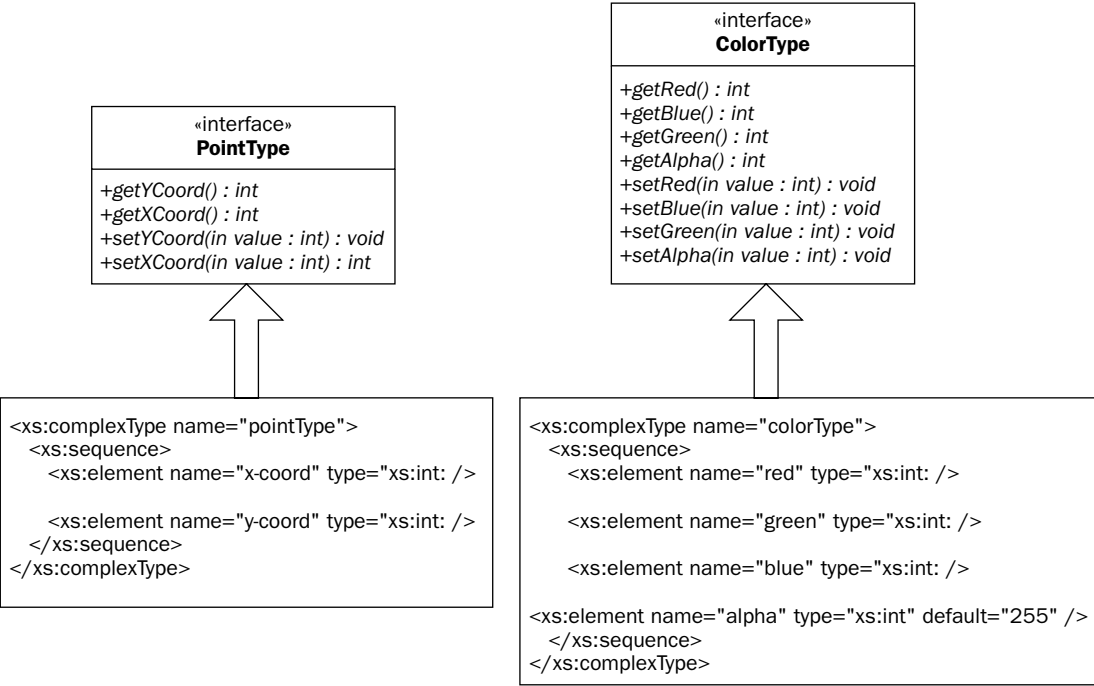 «interface»
PointType
+getYCoord() : int
+getXCoord() : int
+setYCoord(in value : int) : void
+setXCoord(in value : int) : int
<xs:complexType name="pointType">
<xs:sequence>
<xs:element name="x-coord" type="xs:int: />
<xs:element name="y-coord" type="xs:int: />
</xs:sequence>
</xs:complexType>
«interface»
ColorType
+getRed() : int
+getBlue() : int
+getGreen() : int
+getAlpha() : int
+setRed(in value : int) : void
+setBlue(in value : int) : void
+setGreen(in value : int) : void
+setAlpha(in value : int) : void
<xs:complexType name="colorType">
<xs:sequence>
<xs:element name="red" type="xs:int: />
<xs:element name="green" type="xs:int: />
<xs:element name="blue" type="xs:int: />
<xs:element name="alpha" type="xs:int" default="255" />
</xs:sequence>
</xs:complexType>